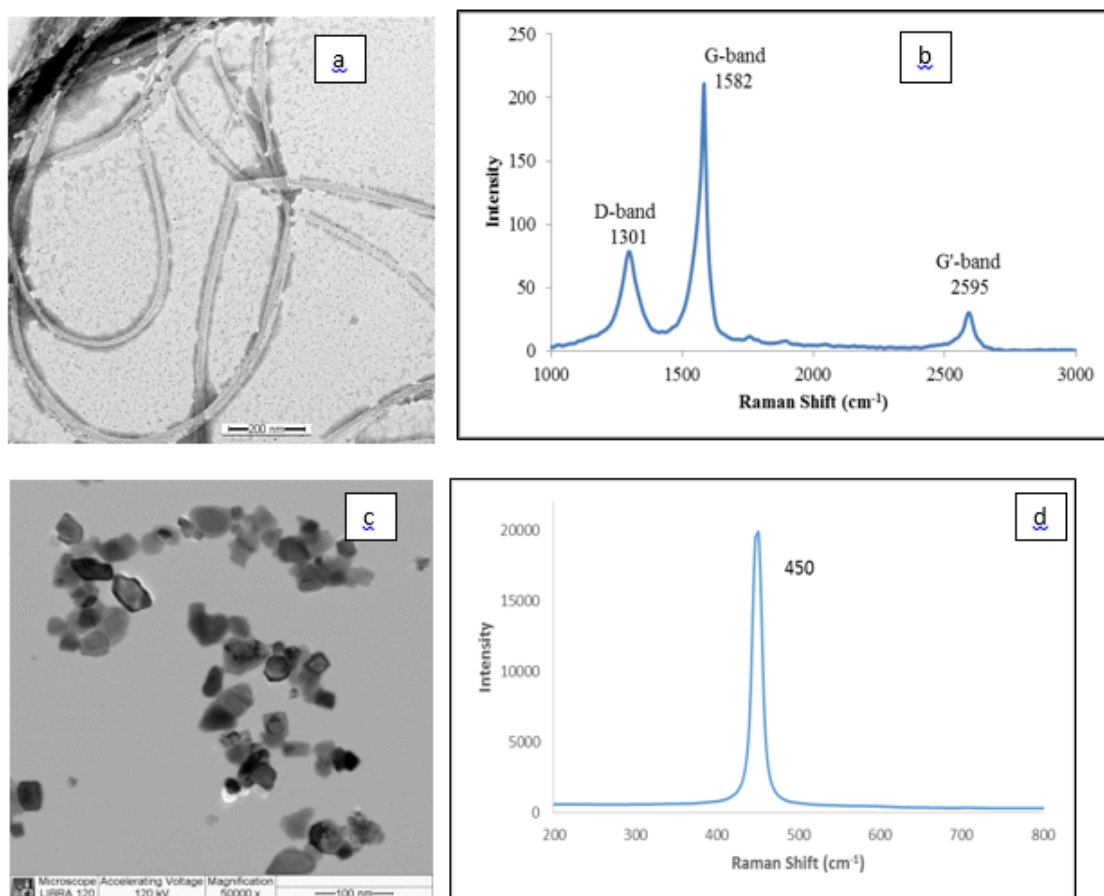 a
200 nm
b
250
200
150
100
50
0
Intensity
G-band
1582
D-band
1301
G'-band
2595
1000
1500
2000
2500
3000
Raman Shift (cm-1)
c
Microscope
LIBRA 120
Accelerating Voltage
120 kV
Magnification
50000 x
100 nm
d
20000
15000
10000
5000
0
Intensity
450
200
300
400
500
600
700
800
Raman Shift (cm-1)